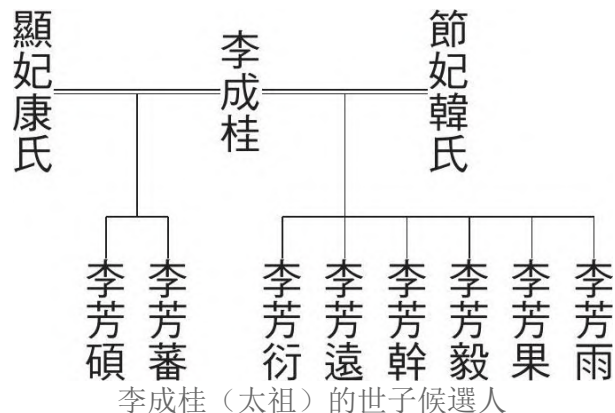 節妃韓氏
李成桂
顯妃康氏
李芳雨
李芳果
李芳毅
李芳幹
李芳遠
李芳衍
李芳蕃
李芳碩
李成桂（太祖）的世子候選人